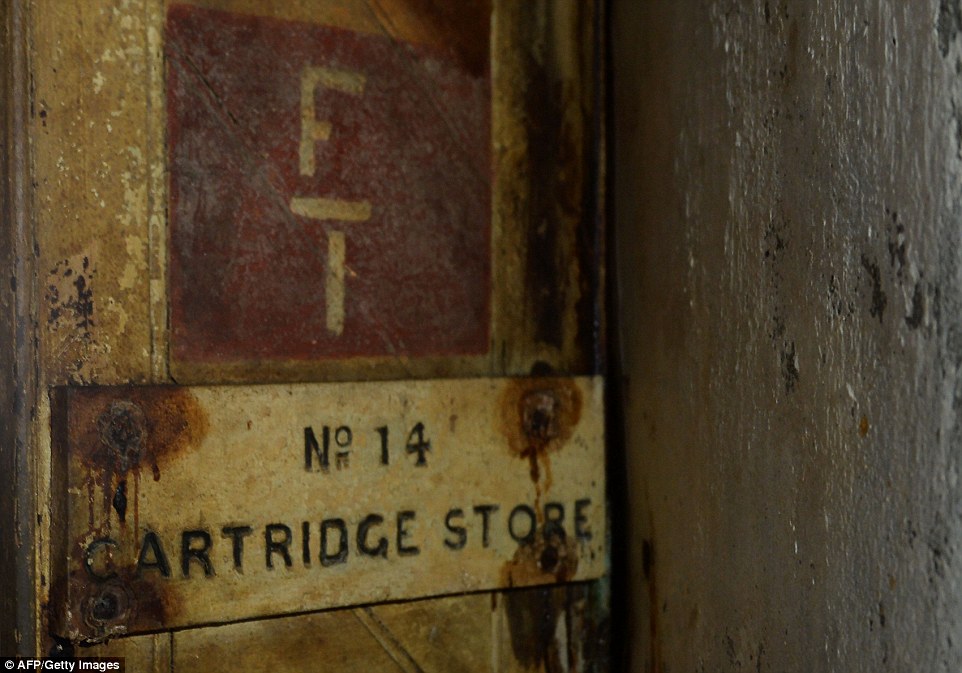 F
I
Nº 14
CARTRIDGE STORE
© AFP/Getty Images